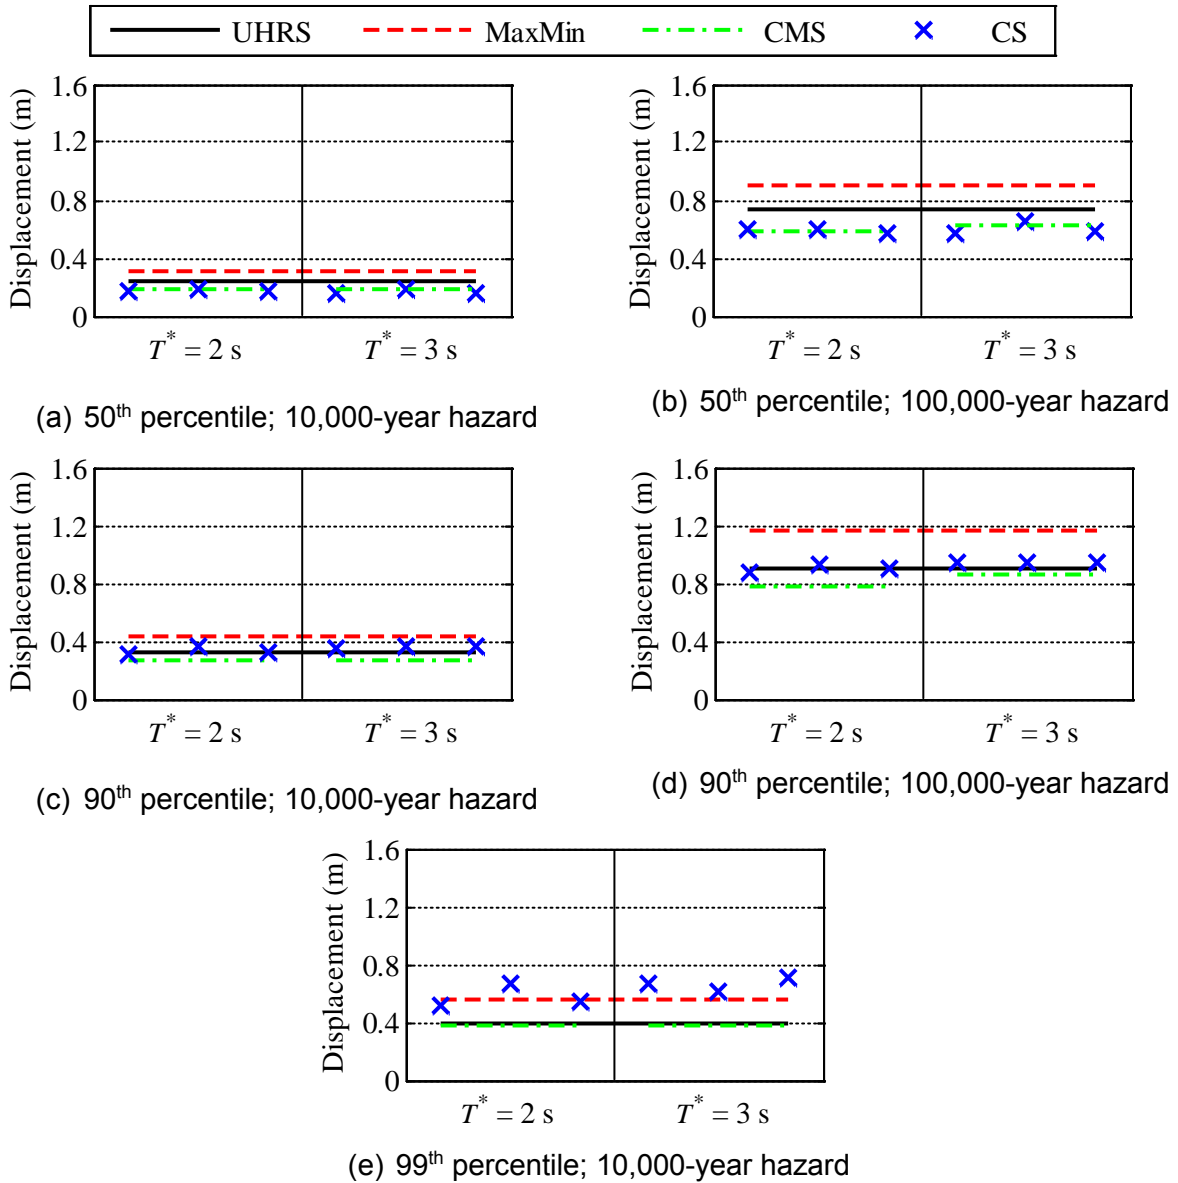 UHRS MaxMin CMS CS
Displacement (m)
1.6
1.2
0.8
0.4
0
T* = 2 s T* = 3 s
(a) 50th percentile; 10,000-year hazard
Displacement (m)
1.6
1.2
0.8
0.4
0
T* = 2 s T* = 3 s
(b) 50th percentile; 100,000-year hazard
Displacement (m)
1.6
1.2
0.8
0.4
0
T* = 2 s T* = 3 s
(c) 90th percentile; 10,000-year hazard
Displacement (m)
1.6
1.2
0.8
0.4
0
T* = 2 s T* = 3 s
(d) 90th percentile; 100,000-year hazard
Displacement (m)
1.6
1.2
0.8
0.4
0
T* = 2 s T* = 3 s
(e) 99th percentile; 10,000-year hazard